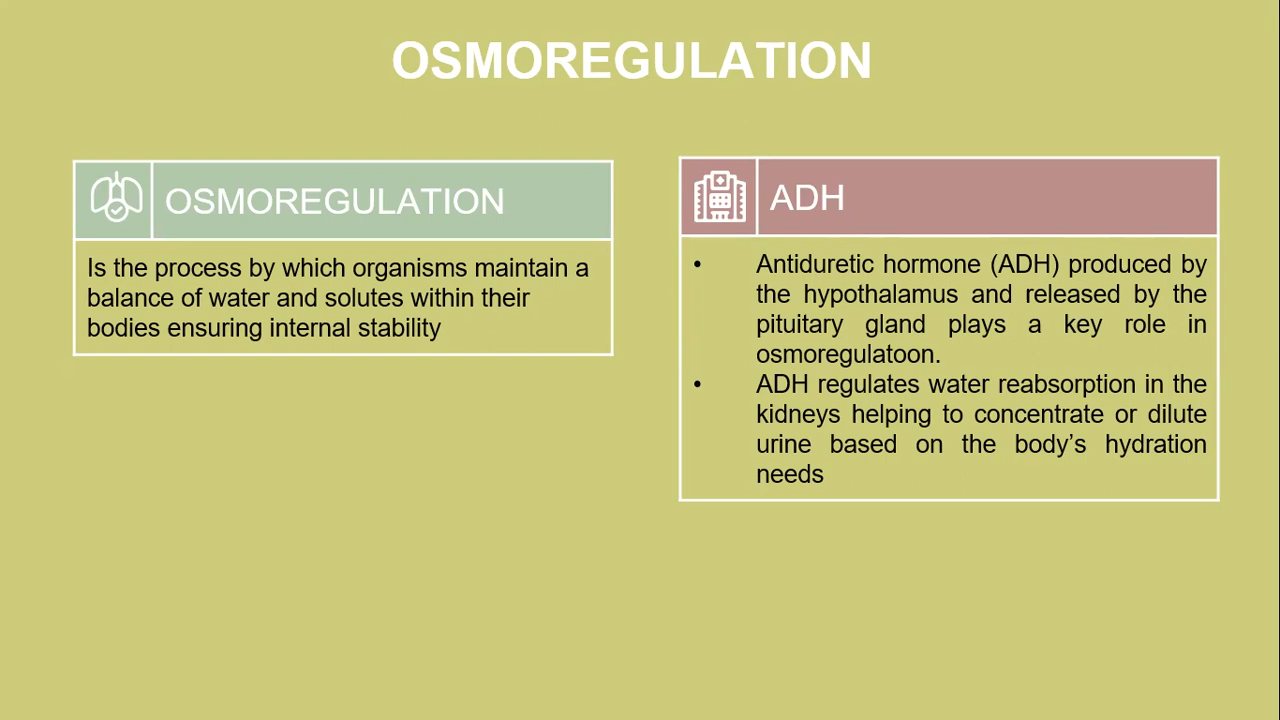 OSMOREGULATION
OSMOREGULATION
Is the process by which organisms maintain a
balance of water and solutes within their
bodies ensuring internal stability
ADH
• Antiduretic hormone (ADH) produced by
the hypothalamus and released by the
pituitary gland plays a key role in
osmoregulatoon.
• ADH regulates water reabsorption in the
kidneys helping to concentrate or dilute
urine based on the body’s hydration
needs